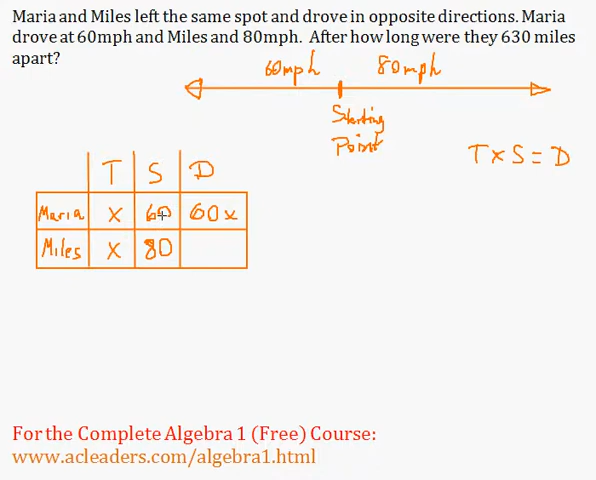 Maria and Miles left the same spot and drove in opposite directions. Maria
drove at 60mph and Miles and 80mph.  After how long were they 630 miles
apart?
60mph 80mph
Starting
Point
T x S = D
T S D
Maria x 60 60x
Miles x 80
For the Complete Algebra 1 (Free) Course:
www.acleaders.com/algebra1.html